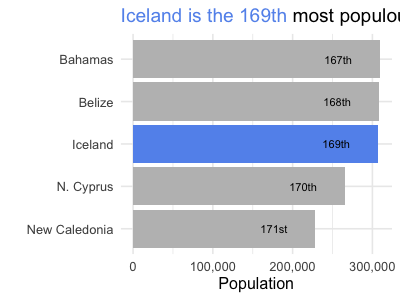 Iceland is the 169th most
Bahamas
167th
Belize
168th
Iceland
169th
N. Cyprus
170th
New Caledonia
171st
0 100,000 200,000 300,000
Population